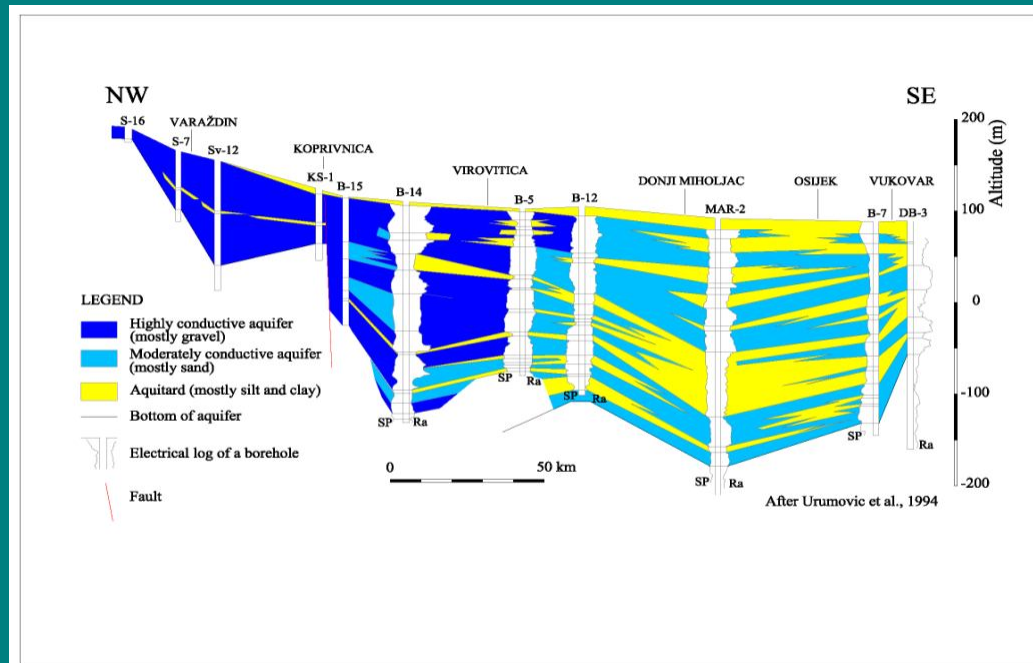 NW
SE
S-16
VARAŽDIN
S-7
Sv-12
KOPRIVNICA
KS-1
B-15
B-14
VIROVITICA
B-5
B-12
DONJI MIHOLJAC
MAR-2
OSIJEK
VUKOVAR
B-7
DB-3
200
100
0
-100
-200
Altitude (m)
LEGEND
Highly conductive aquifer
(mostly gravel)
Moderately conductive aquifer
(mostly sand)
Aquitard (mostly silt and clay)
Bottom of aquifer
Electrical log of a borehole
Fault
SP
Ra
SP
Ra
SP
Ra
SP
Ra
SP
Ra
0
50 km
After Urumovic et al., 1994